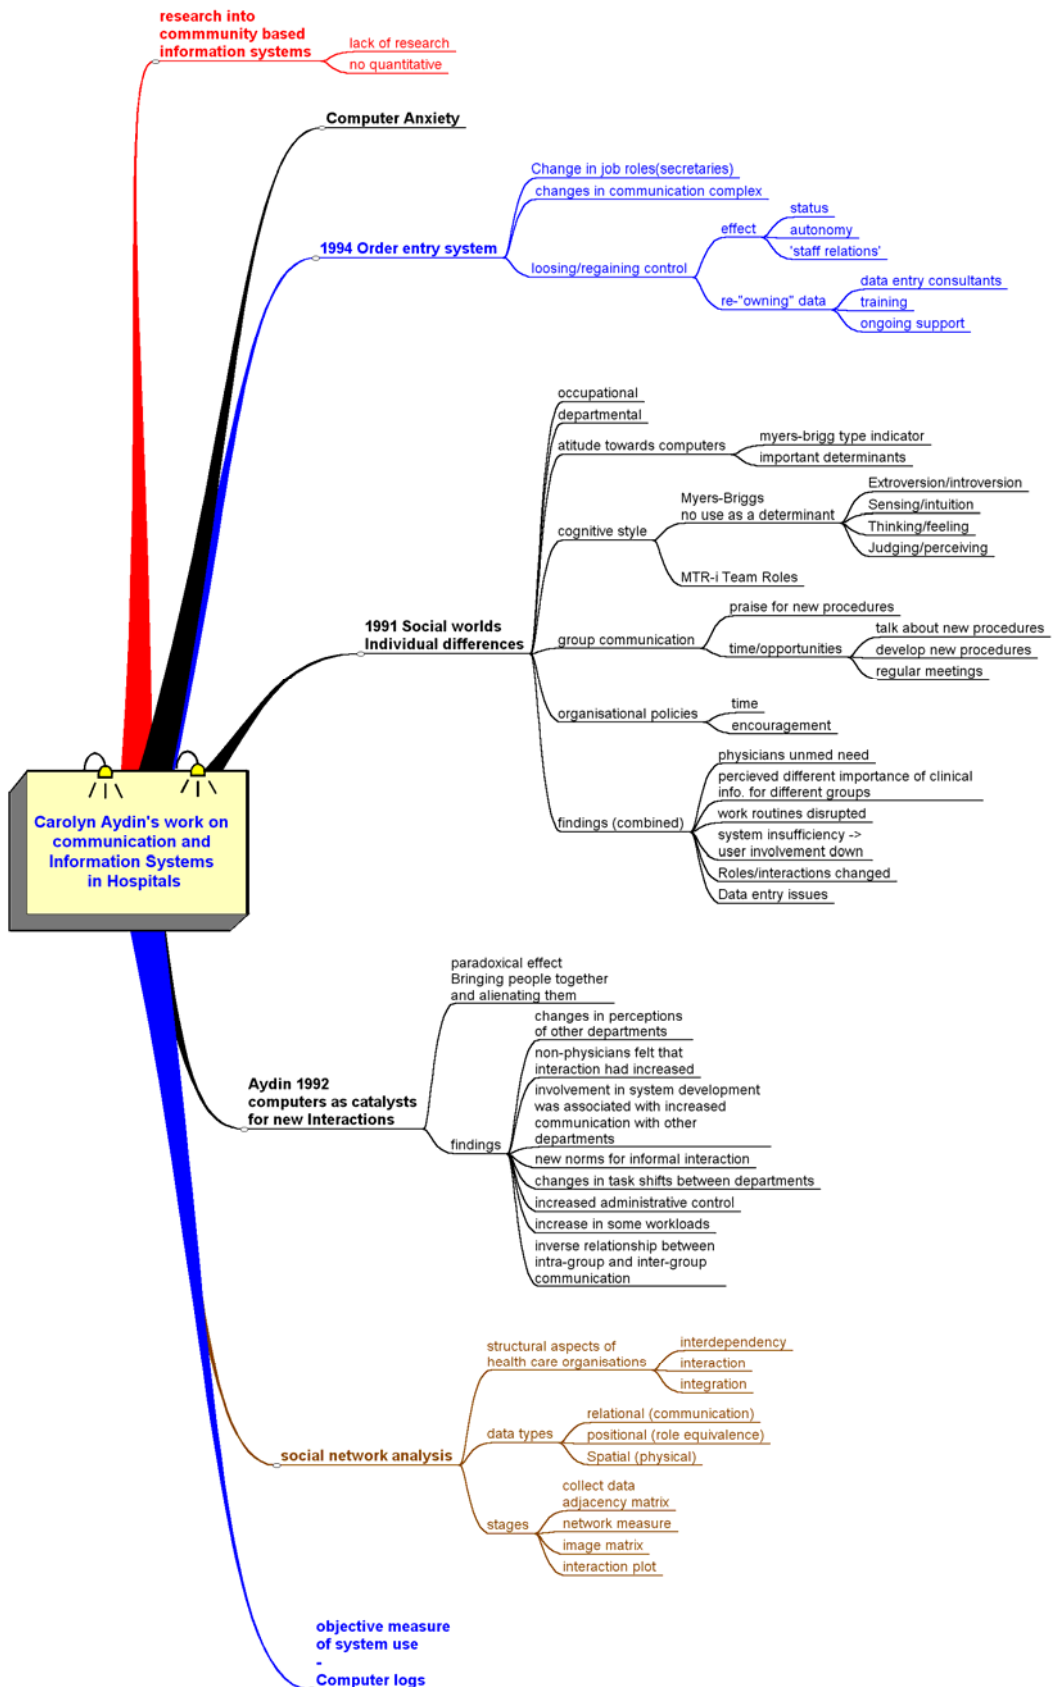 research into
commmunity based
information systems
lack of research
no quantitative
Computer Anxiety
1994 Order entry system
Change in job roles(secretaries)
changes in communication complex
loosing/regaining control
effect
status
autonomy
'staff relations'
re-"owning" data
data entry consultants
training
ongoing support
1991 Social worlds
Individual differences
occupational
departmental
atitude towards computers
myers-brigg type indicator
important determinants
cognitive style
Myers-Briggs
no use as a determinant
Extroversion/introversion
Sensing/intuition
Thinking/feeling
Judging/perceiving
MTR-i Team Roles
group communication
praise for new procedures
time/opportunities
talk about new procedures
develop new procedures
regular meetings
organisational policies
time
encouragement
findings (combined)
physicians unmed need
percieved different importance of clinical
info. for different groups
work routines disrupted
system insufficiency ->
user involvement down
Roles/interactions changed
Data entry issues
Carolyn Aydin's work on
communication and
Information Systems
in Hospitals
Aydin 1992
computers as catalysts
for new Interactions
paradoxical effect
Bringing people together
and alienating them
findings
changes in perceptions
of other departments
non-physicians felt that
interaction had increased
involvement in system development
was associated with increased
communication with other
departments
new norms for informal interaction
changes in task shifts between departments
increased administrative control
increase in some workloads
inverse relationship between
intra-group and inter-group
communication
social network analysis
structural aspects of
health care organisations
interdependency
interaction
integration
data types
relational (communication)
positional (role equivalence)
Spatial (physical)
stages
collect data
adjacency matrix
network measure
image matrix
interaction plot
objective measure
of system use
-
Computer logs